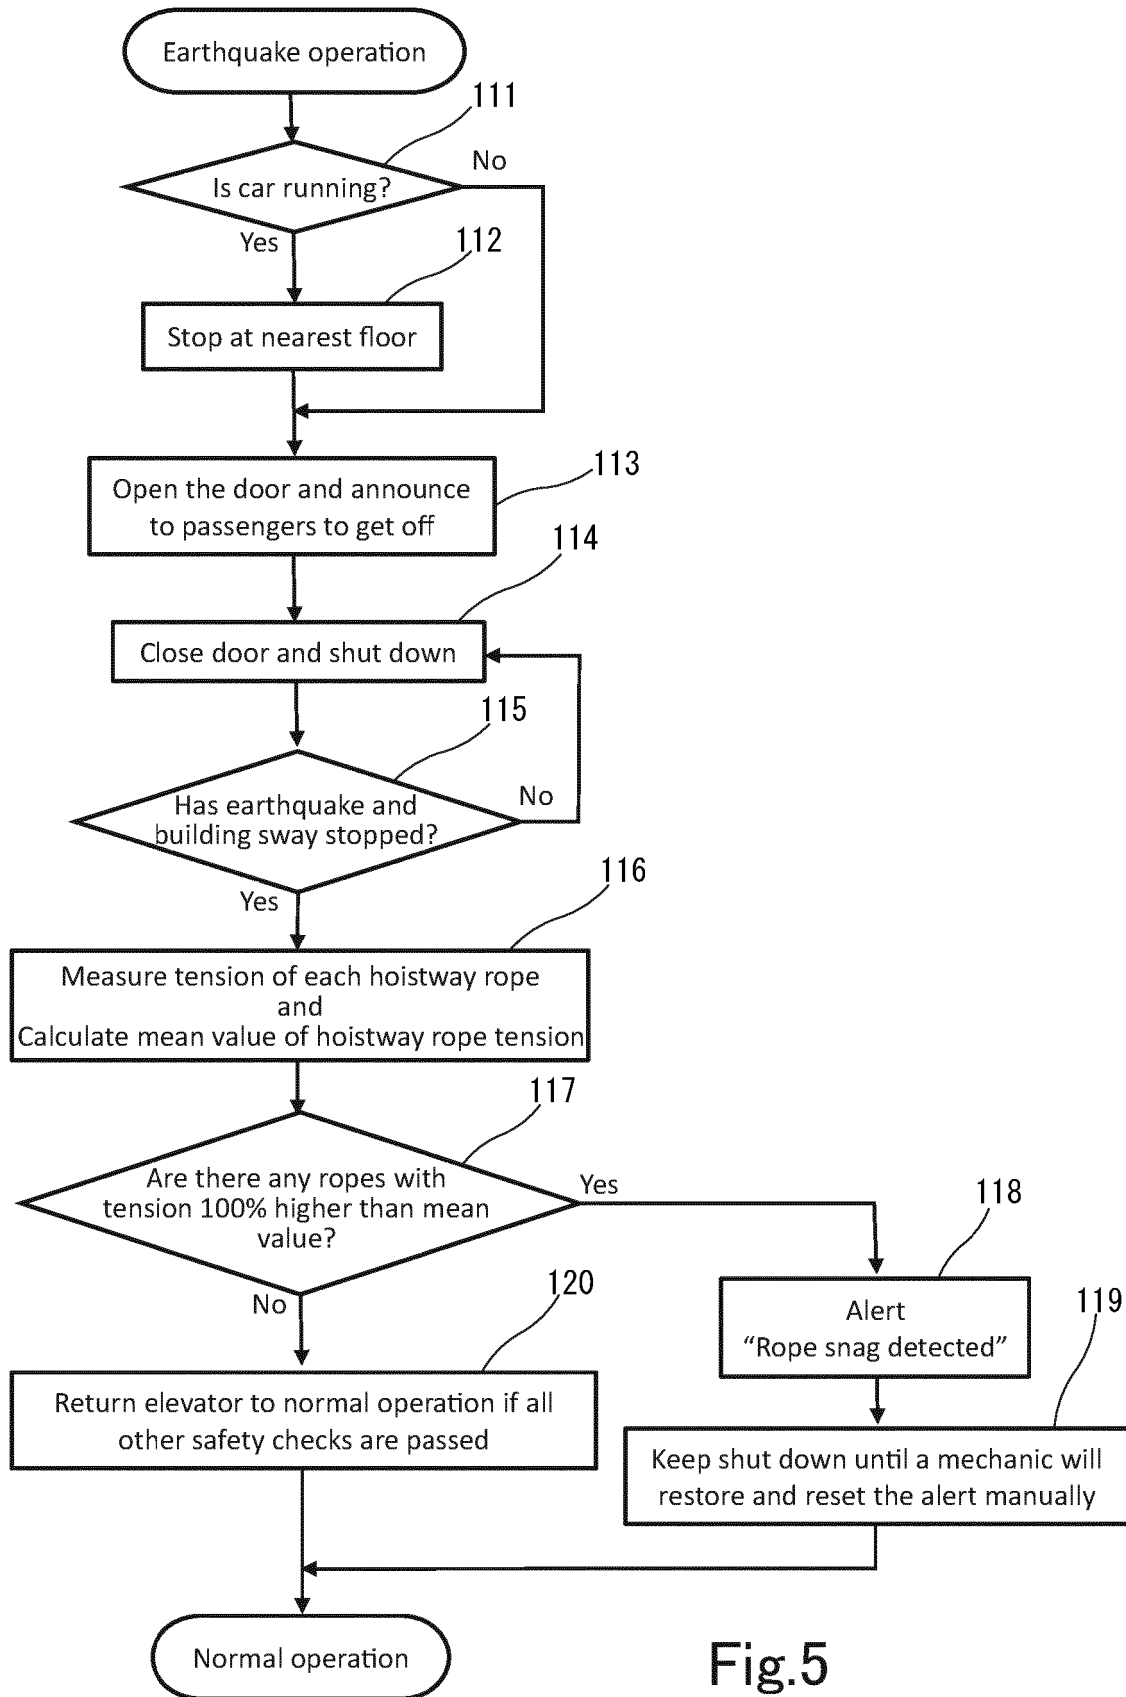 Earthquake operation
111
Is car running?
No
Yes
112
Stop at nearest floor
113
Open the door and announce
to passengers to get off
114
Close door and shut down
115
Has earthquake and
building sway stopped?
No
Yes
116
Measure tension of each hoistway rope
and
Calculate mean value of hoistway rope tension
117
Are there any ropes with
tension 100% higher than mean
value?
Yes
No
118
Alert
“Rope snag detected”
119
Keep shut down until a mechanic will
restore and reset the alert manually
120
Return elevator to normal operation if all
other safety checks are passed
Normal operation
Fig.5